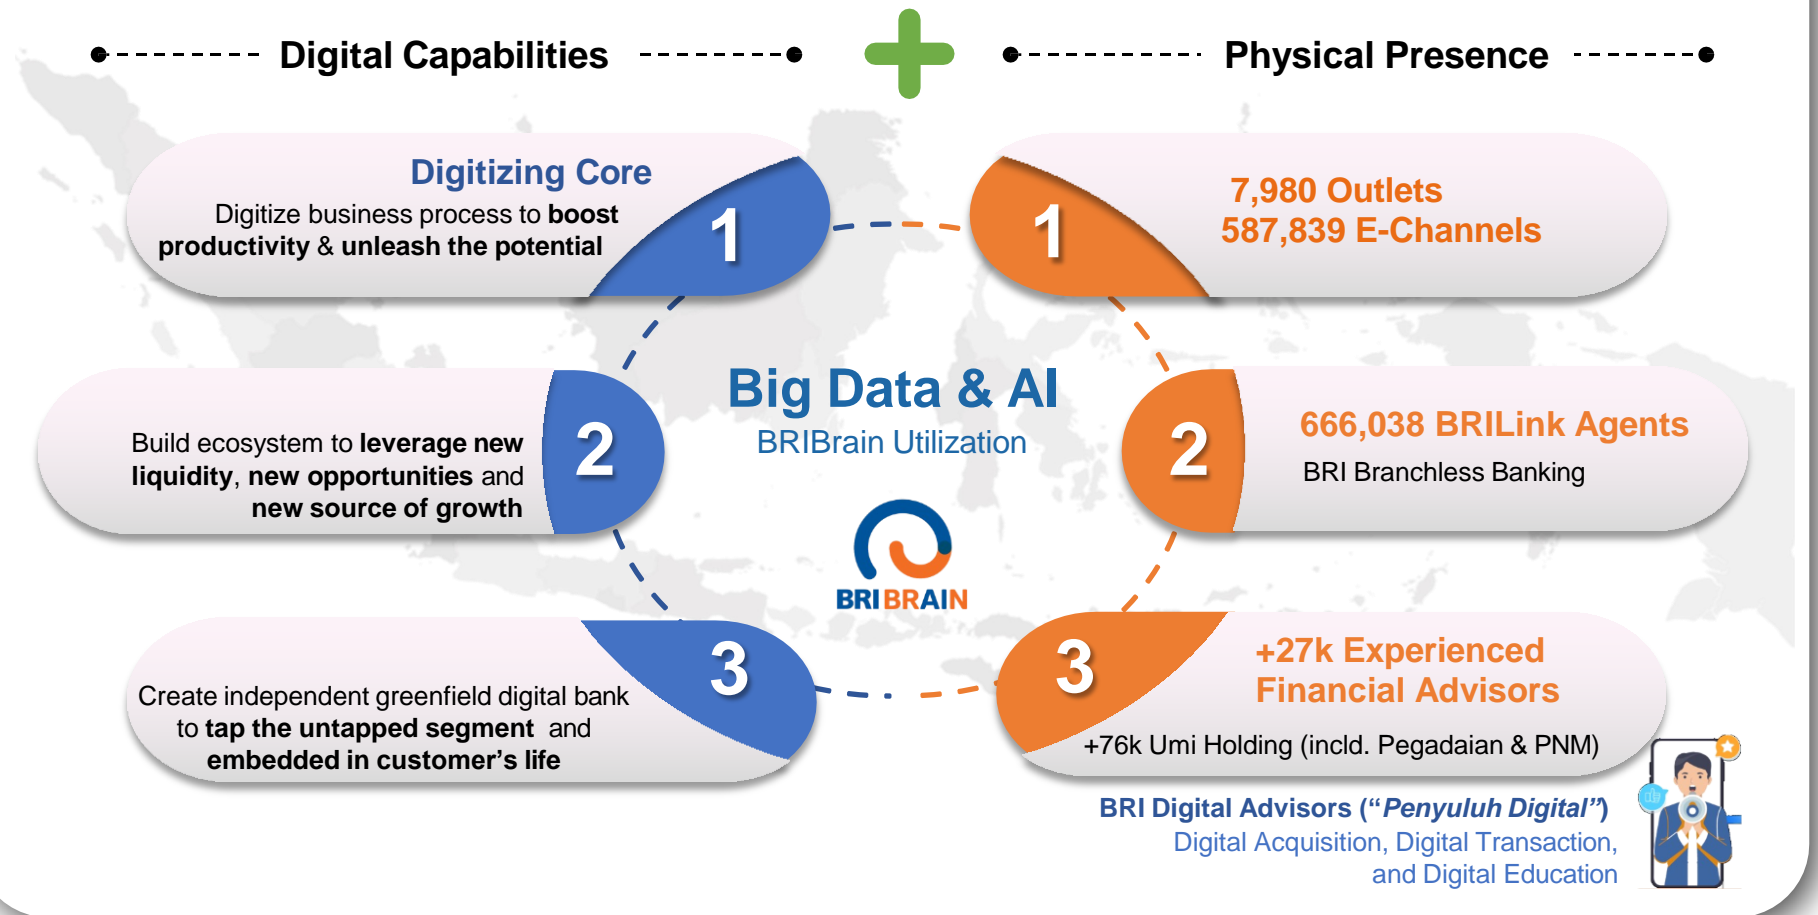 Digital Capabilities
Physical Presence
Digitizing Core
Digitize business process to boost
productivity & unleash the potential
1
2
Build ecosystem to leverage new
liquidity, new opportunities and
new source of growth
3
Create independent greenfield digital bank
to tap the untapped segment and
embedded in customer's life
Big Data & AI
BRIBrain Utilization
BRIBRAIN
1
7,980 Outlets
587,839 E-Channels
2
666,038 BRILink Agents
BRI Branchless Banking
3
+27k Experienced
Financial Advisors
+76k Umi Holding (incld. Pegadaian & PNM)
BRI Digital Advisors (“Penyuluh Digital”)
Digital Acquisition, Digital Transaction,
and Digital Education